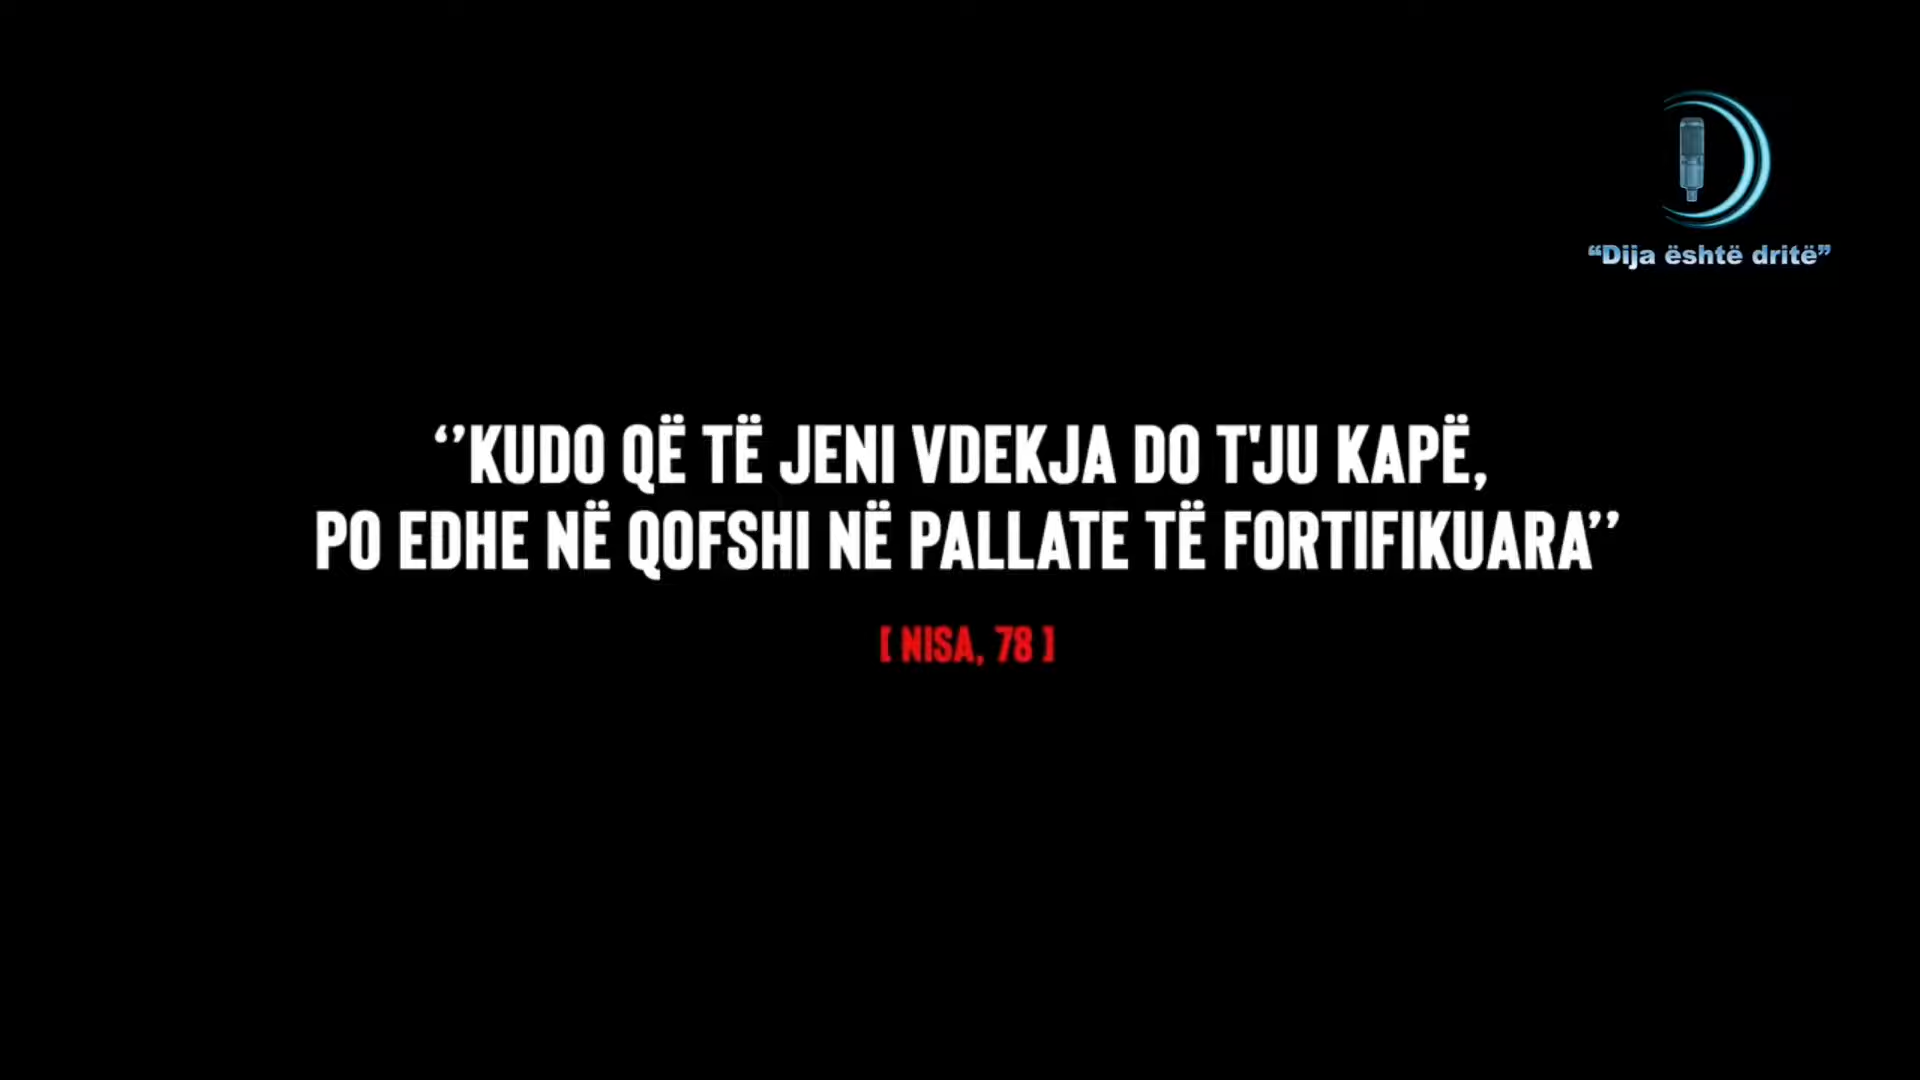 “Dija është dritë”
‘’KUDO QË TË JENI VDEKJA DO T'JU KAPË,
PO EDHE NË QOFSHI NË PALLATE TË FORTIFIKUARA’’
[ NISA, 78 ]